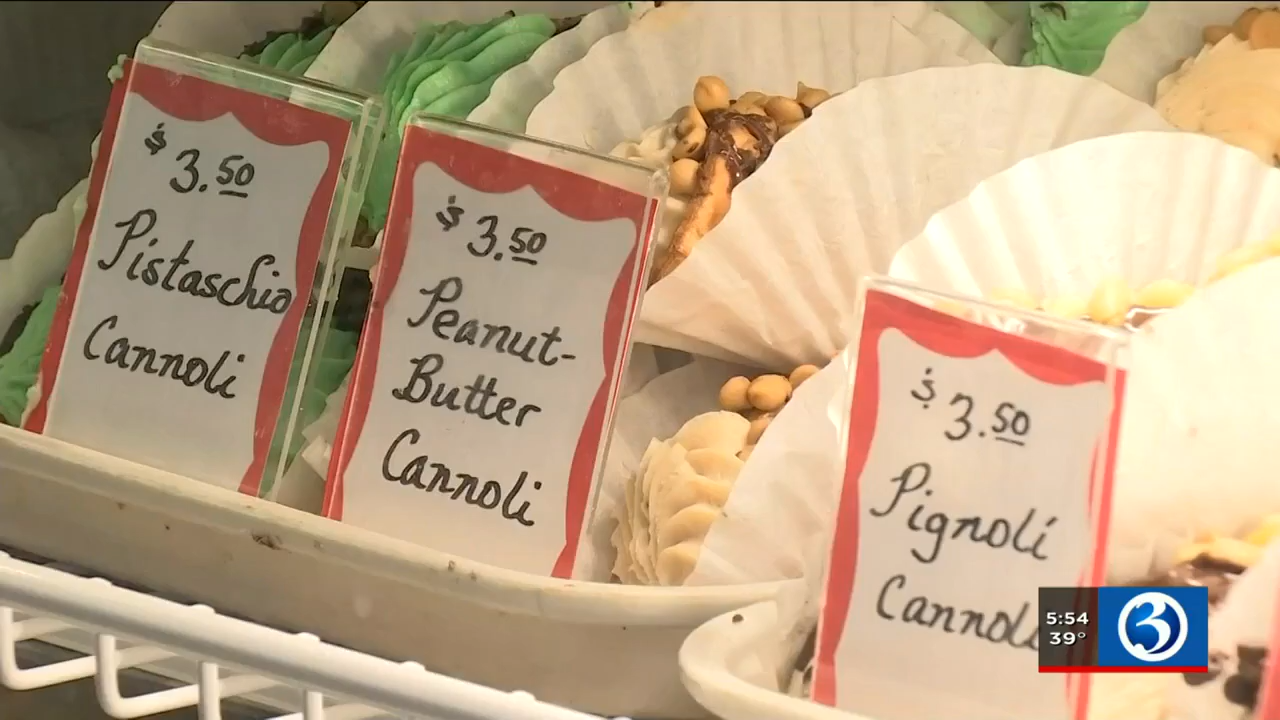 $3.50
Pistaschio
Cannoli
$3.50
Peanut-
Butter
Cannoli
$3.50
Pignoli
Cannoli
5:54
39°
3